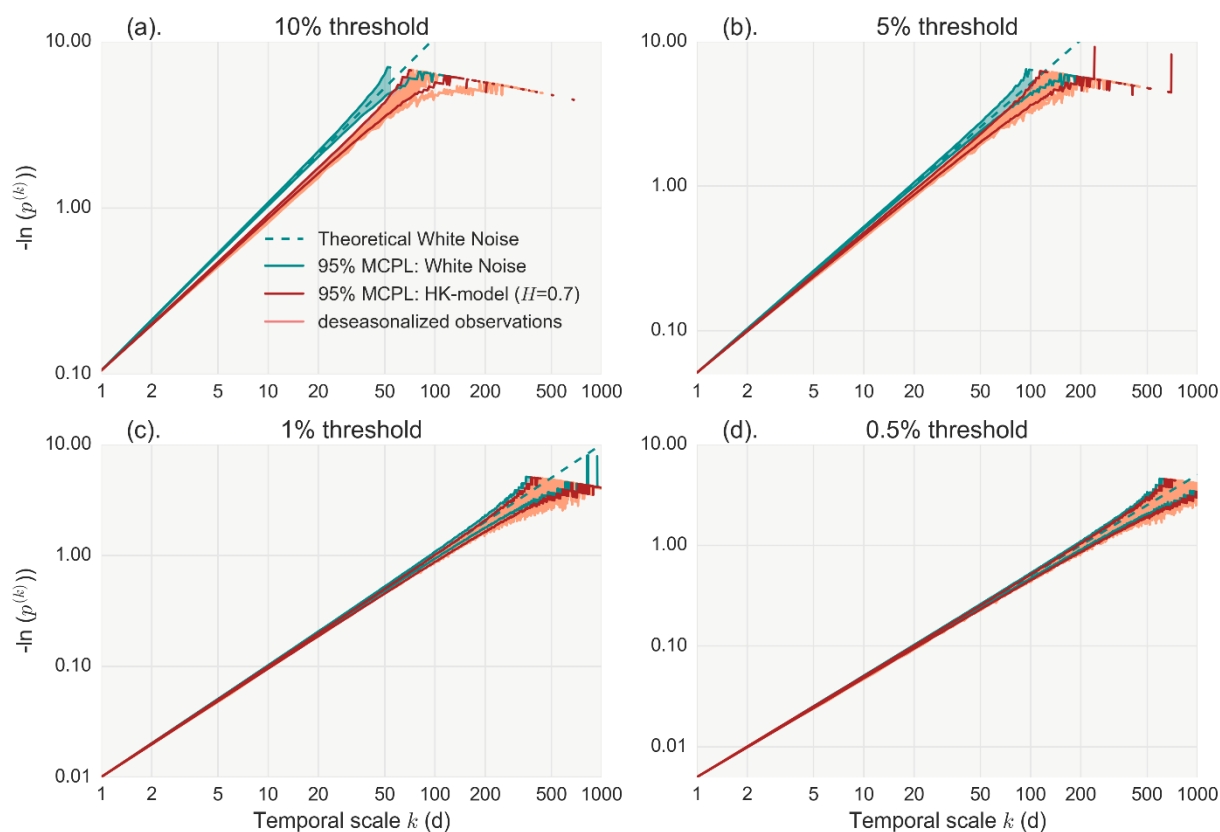 (a). 10% threshold
(b). 5% threshold
10.00
1.00
0.10
-ln (p^(k)))
Theoretical White Noise
95% MCPL: White Noise
95% MCPL: HK-model (H=0.7)
deseasonalized observations
1 2 5 10 20 50 100 200 500 1000
10.00
1.00
0.10
1 2 5 10 20 50 100 200 500 1000
(c). 1% threshold
(d). 0.5% threshold
10.00
1.00
0.10
0.01
-ln (p^(k)))
1 2 5 10 20 50 100 200 500 1000
Temporal scale k (d)
10.00
1.00
0.10
0.01
1 2 5 10 20 50 100 200 500 1000
Temporal scale k (d)